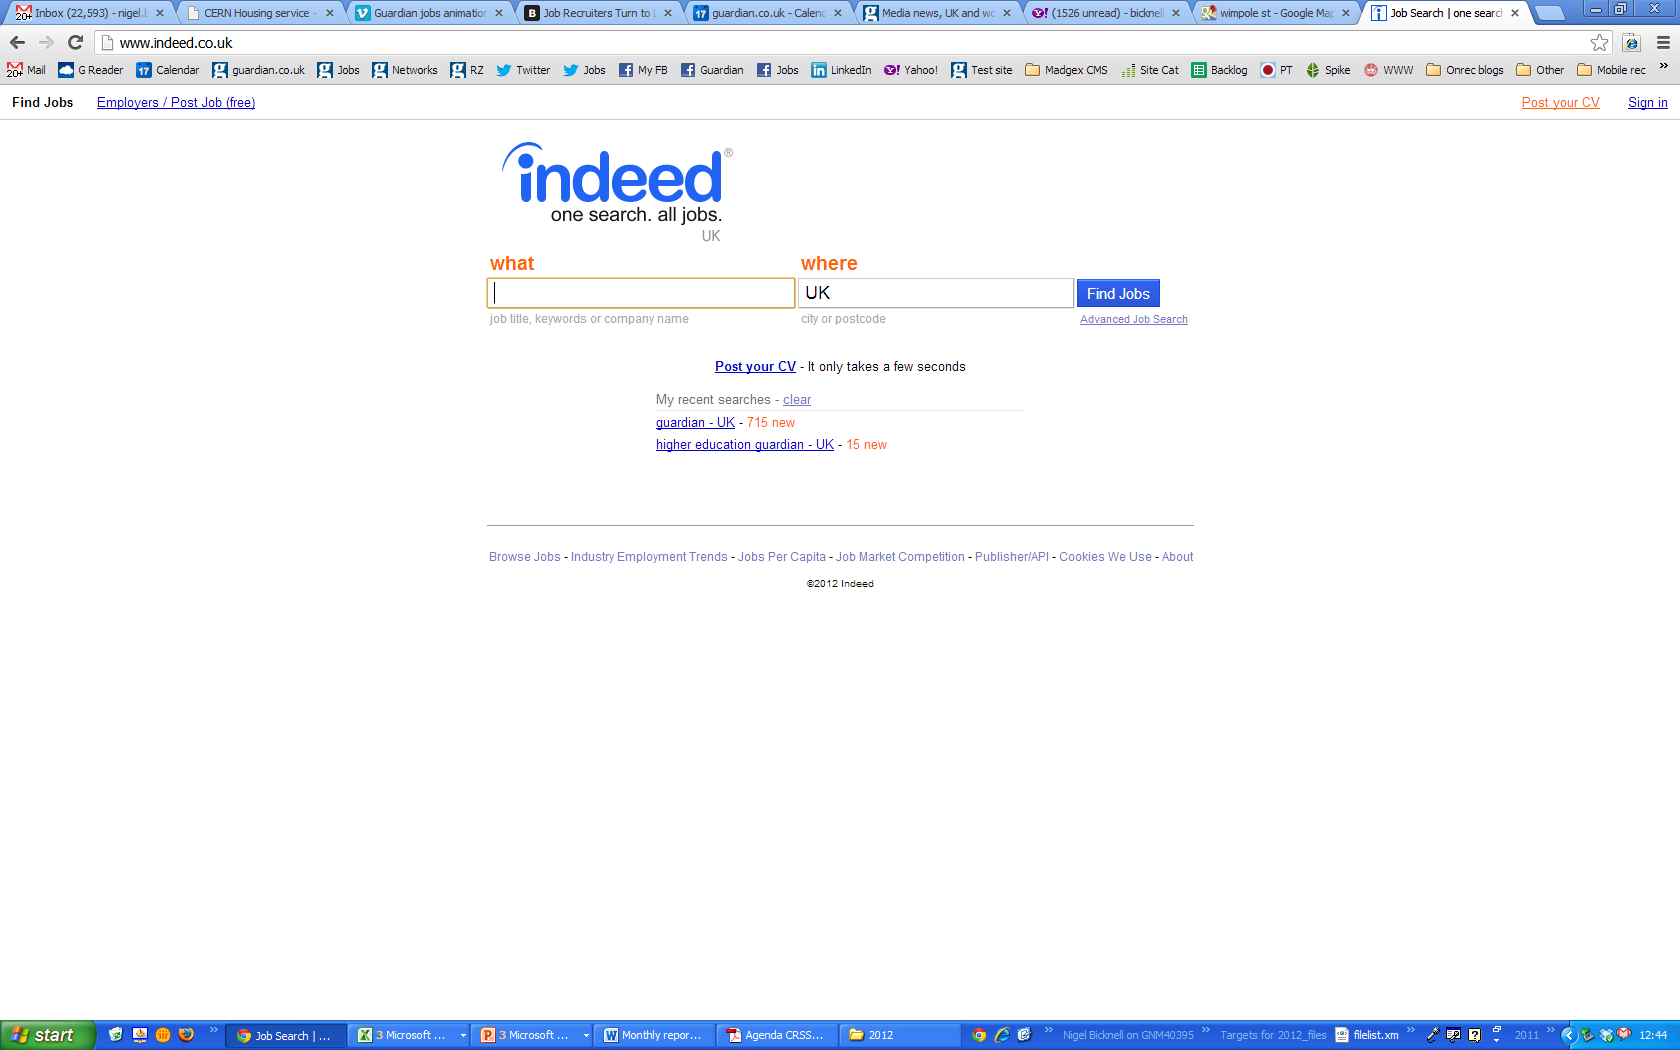 Inbox (22,593) - nigel.b
CERN Housing service -
Guardian jobs animation
Job Recruiters Turn to
guardian.co.uk - Calend
Media news, UK and wo
(1526 unread) - bicknell
wimpole st - Google Map
Job Search | one search
www.indeed.co.uk
Mail G Reader Calendar guardian.co.uk Jobs Networks RZ Twitter Jobs My FB Guardian Jobs LinkedIn Yahoo! Test site Madgex CMS Site Cat Backlog PT Spike WWW Onrec blogs Other Mobile rec »
Find Jobs Employers / Post Job (free) Post your CV Sign in
indeed®
one search. all jobs.
UK
what where
UK Find Jobs
job title, keywords or company name city or postcode Advanced Job Search
Post your CV - It only takes a few seconds
My recent searches - clear
guardian - UK - 715 new
higher education guardian - UK - 15 new
Browse Jobs - Industry Employment Trends - Jobs Per Capita - Job Market Competition - Publisher/API - Cookies We Use - About
©2012 Indeed
start » Job Search | ... 3 Microsoft ... 3 Microsoft ... Monthly repor... Agenda CRSS... 2012 » Nigel Bicknell on GNM40395 » Targets for 2012_files filelist.xm » 2011 » 12:44